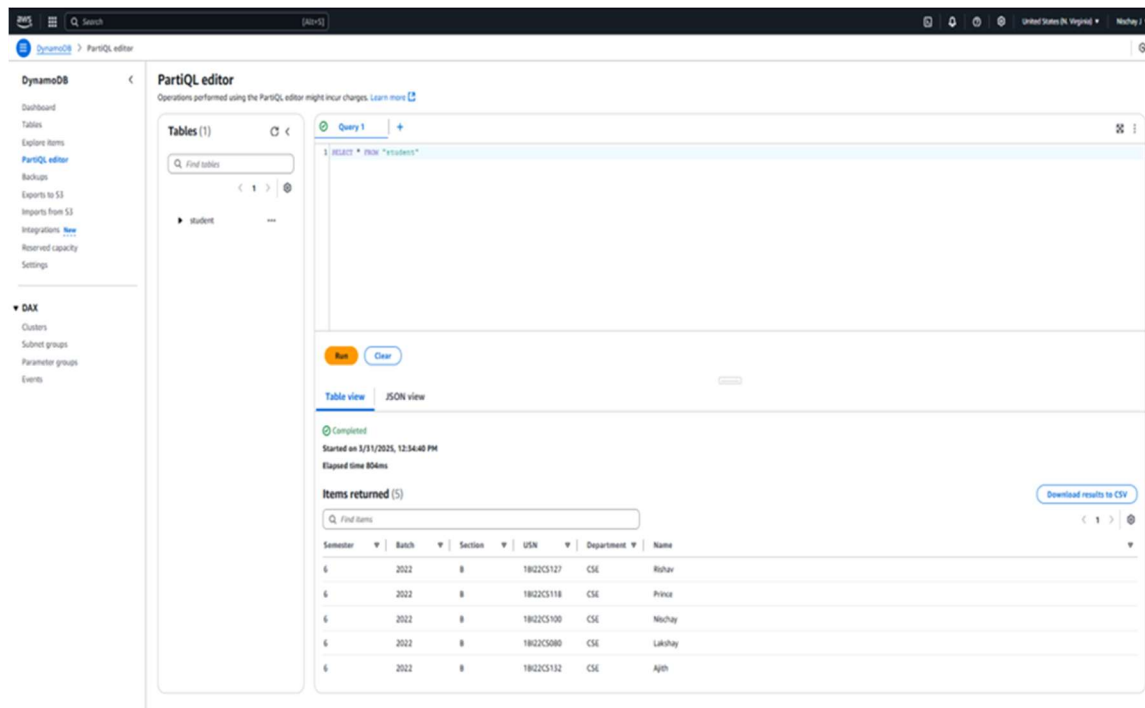 aws
Search [Alt+S]
United States (N. Virginia) Nischay J
DynamoDB > PartiQL editor
DynamoDB
Dashboard
Tables
Explore items
PartiQL editor
Backups
Exports to S3
Imports from S3
Integrations New
Reserved capacity
Settings
DAX
Clusters
Subnet groups
Parameter groups
Events
PartiQL editor
Operations performed using the PartiQL editor might incur charges. Learn more
Tables (1)
Find tables
1
student
Query 1
1 SELECT * FROM "student"
Run Clear
Table view JSON view
Completed
Started on 3/31/2025, 12:34:40 PM
Elapsed time 804ms
Items returned (5)
Download results to CSV
Find items
1
Semester Batch Section USN Department Name
6 2022 B 1BI22CS127 CSE Rishav
6 2022 B 1BI22CS118 CSE Prince
6 2022 B 1BI22CS100 CSE Nischay
6 2022 B 1BI22CS080 CSE Lakshay
6 2022 B 1BI22CS132 CSE Ajith